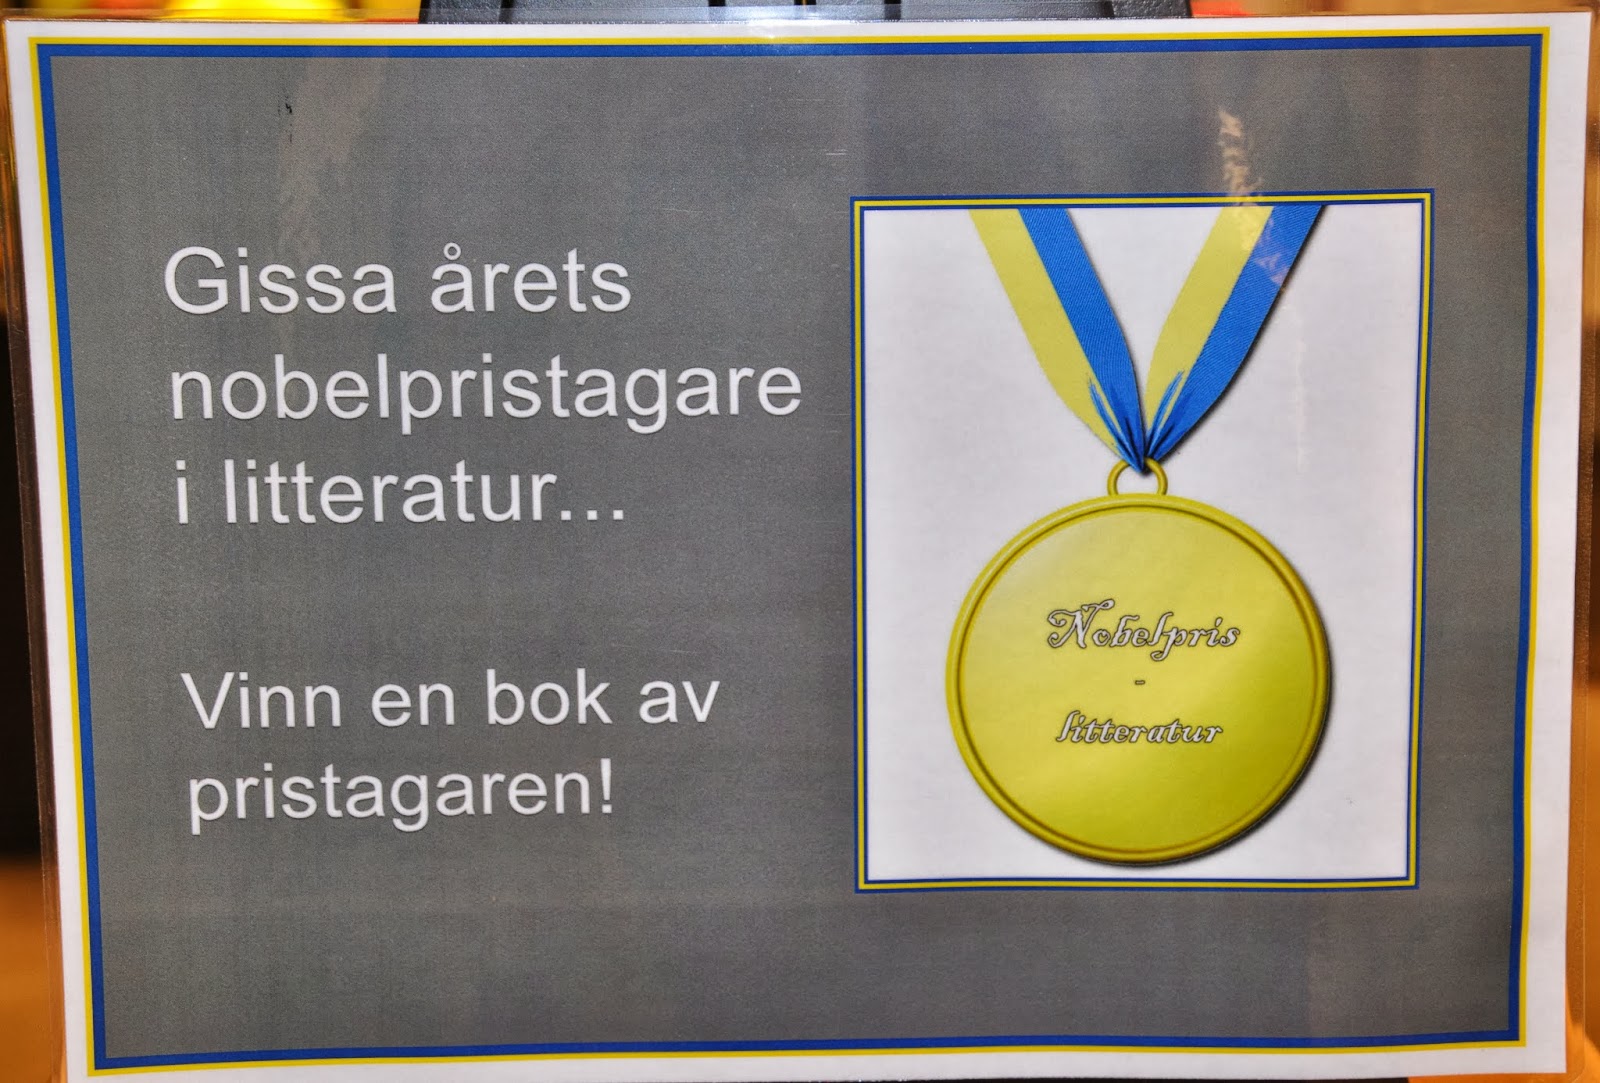 Gissa årets
nobelpristagare
i litteratur...
Vinn en bok av
pristagaren!
Nobelpris
-
litteratur